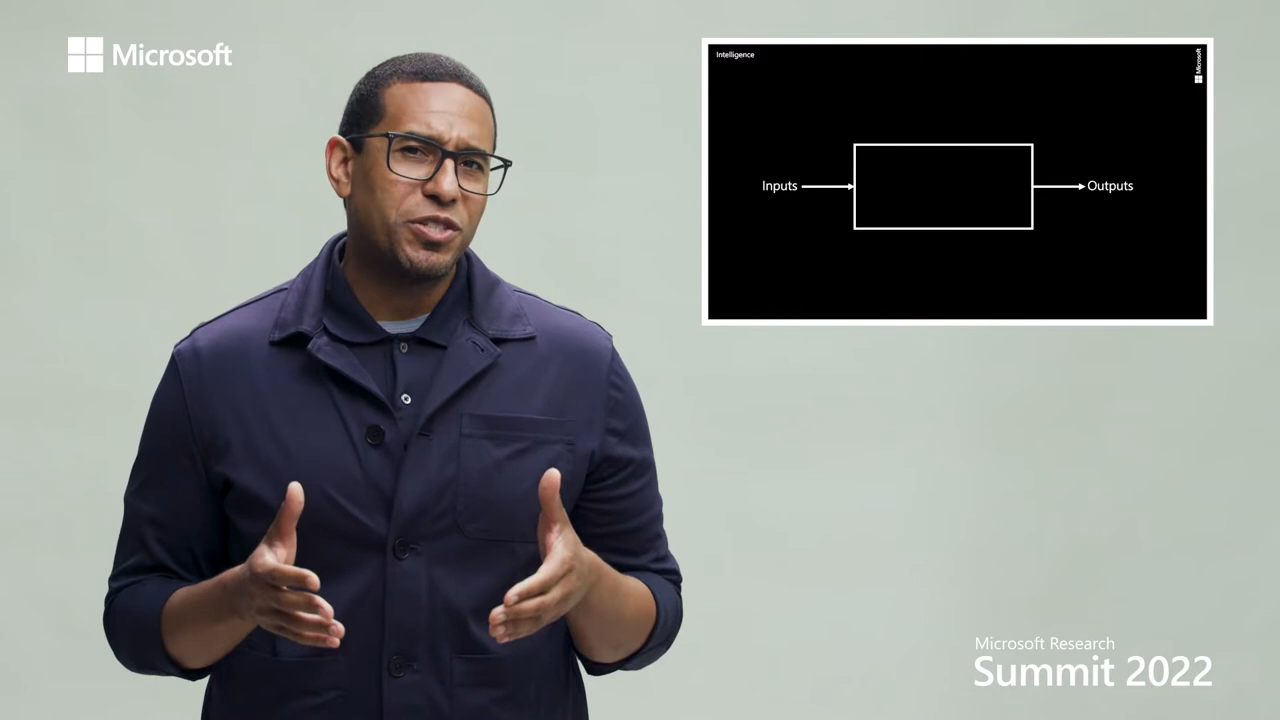 Microsoft
Intelligence
Microsoft
Inputs
Outputs
Microsoft Research
Summit 2022